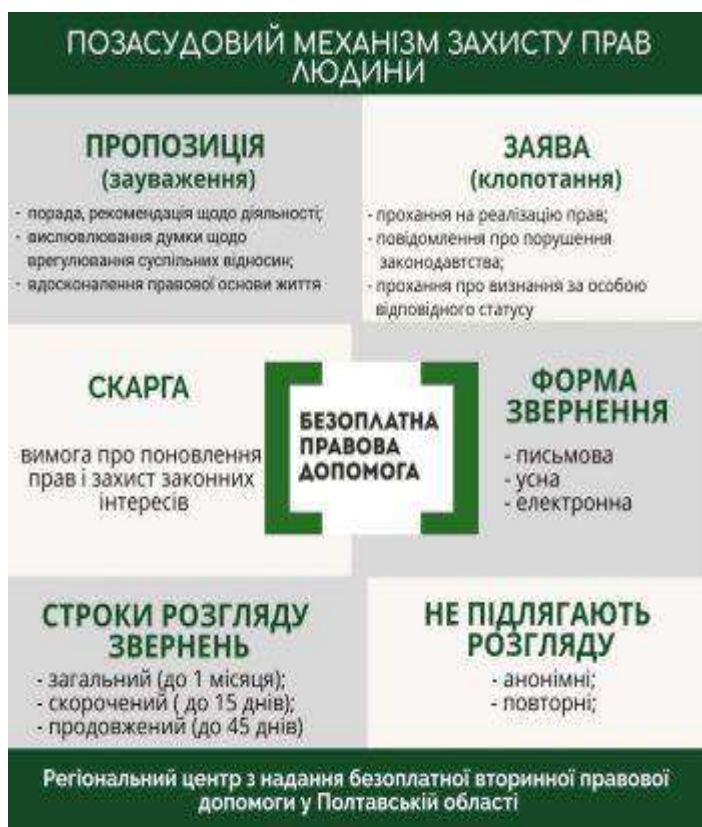 ПОЗАСУДОВИЙ МЕХАНІЗМ ЗАХИСТУ ПРАВ
ЛЮДИНИ
ПРОПОЗИЦІЯ
(зауваження)
- порада, рекомендація щодо діяльності;
- вислювлювання думки щодо
врегулювання суспільних відносин;
- вдосконалення правової основи життя
ЗАЯВА
(клопотання)
- прохання на реалізацію прав;
- повідомлення про порушення
законодавтства;
- прохання про визнання за особою
відповідного статусу
СКАРГА
вимога про поновлення
прав і захист законних
інтересів
БЕЗОПЛАТНА
ПРАВОВА
ДОПОМОГА
ФОРМА
ЗВЕРНЕННЯ
- письмова
- усна
- електронна
СТРОКИ РОЗГЛЯДУ
ЗВЕРНЕНЬ
- загальний (до 1 місяця);
- скорочений ( до 15 днів);
- продовжений (до 45 днів)
НЕ ПІДЛЯГАЮТЬ
РОЗГЛЯДУ
- анонімні;
- повторні;
Регіональний центр з надання безоплатної вторинної правової
допомоги у Полтавській області